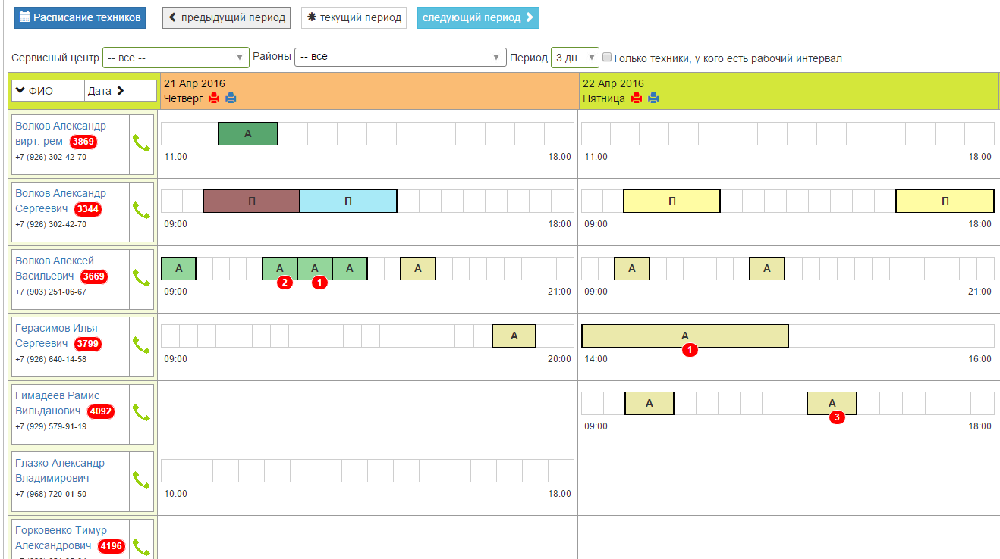 Расписание техников предыдущий период текущий период следующий период
Сервисный центр -- все -- Районы -- все Период 3 дн. Только техники, у кого есть рабочий интервал
ФИО Дата
21 Апр 2016
Четверг
22 Апр 2016
Пятница
Волков Александр
вирт. рем 3869
+7 (926) 302-42-70
А
11:00 18:00
11:00 18:00
Волков Александр
Сергеевич 3344
+7 (926) 302-42-70
П П
09:00 18:00
П П
09:00 18:00
Волков Алексей
Васильевич 3669
+7 (903) 251-06-67
А А А А А
2 1
09:00 21:00
А А
09:00 21:00
Герасимов Илья
Сергеевич 3799
+7 (926) 640-14-58
А
09:00 20:00
А
1
14:00 16:00
Гимадеев Рамис
Вильданович 4092
+7 (929) 579-91-19
А А
3
09:00 18:00
Глазко Александр
Владимирович
+7 (968) 720-01-50
10:00 18:00
Горковенко Тимур
Александрович 4196